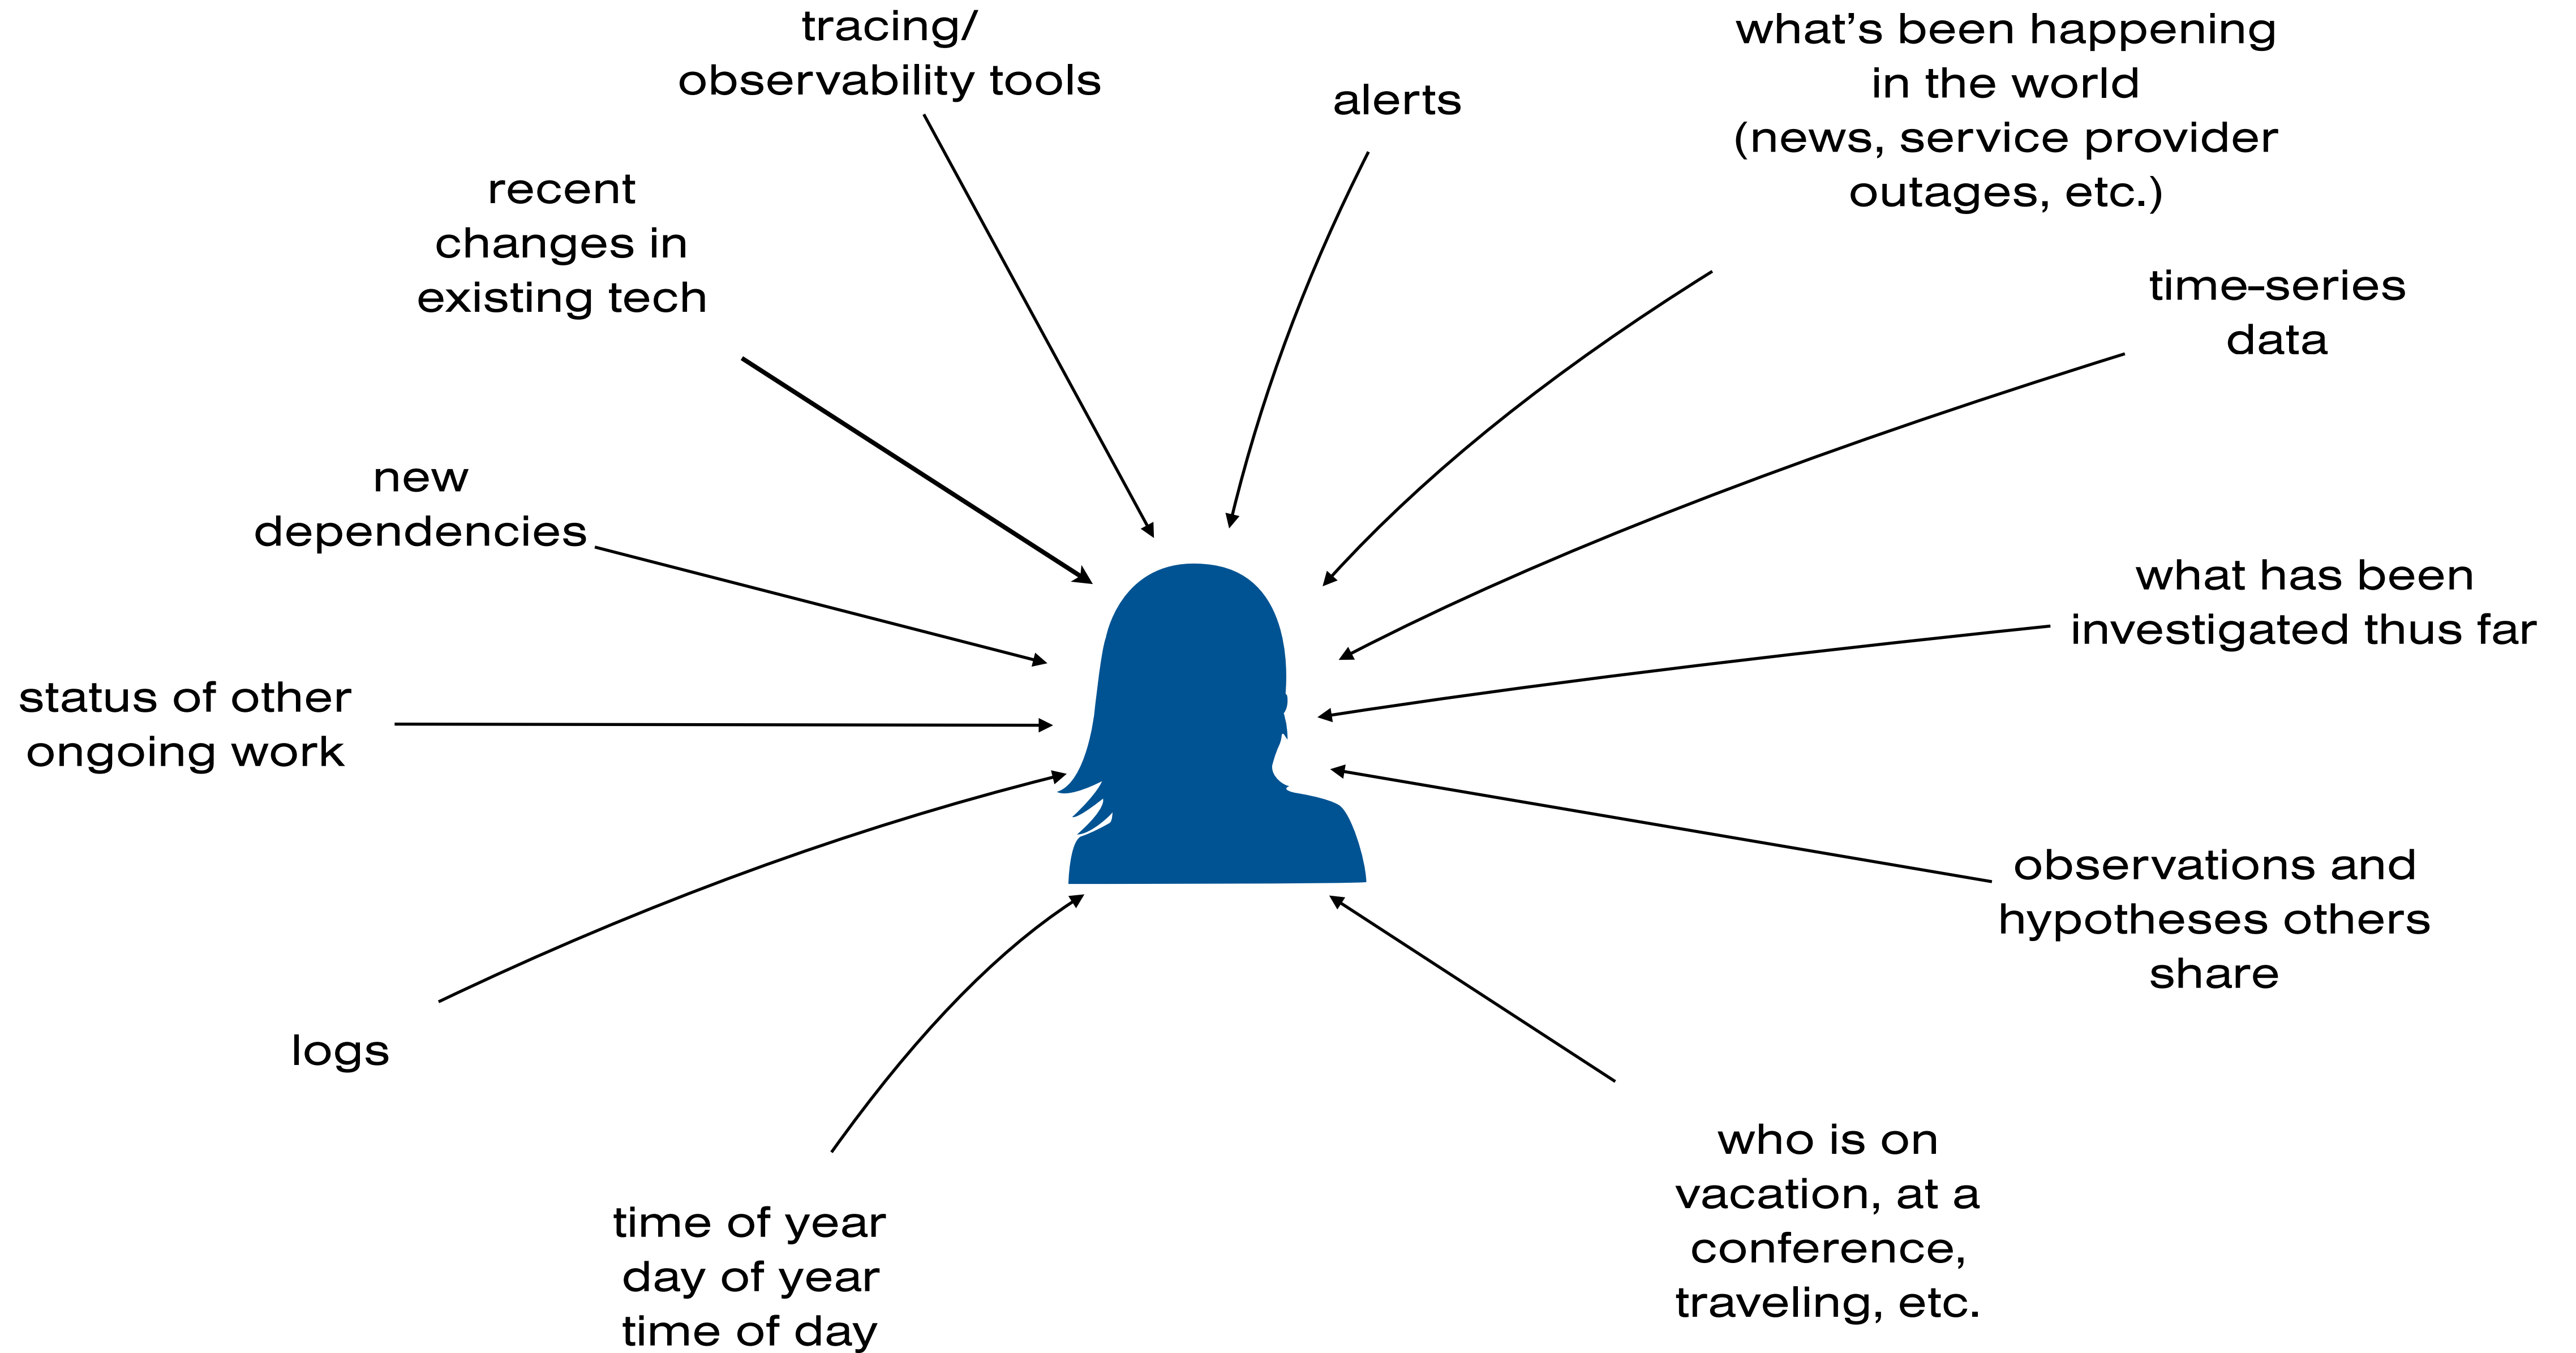 tracing/
observability tools
alerts
what’s been happening
in the world
(news, service provider
outages, etc.)
recent
changes in
existing tech
time-series
data
new
dependencies
what has been
investigated thus far
status of other
ongoing work
observations and
hypotheses others
share
logs
who is on
vacation, at a
conference,
traveling, etc.
time of year
day of year
time of day